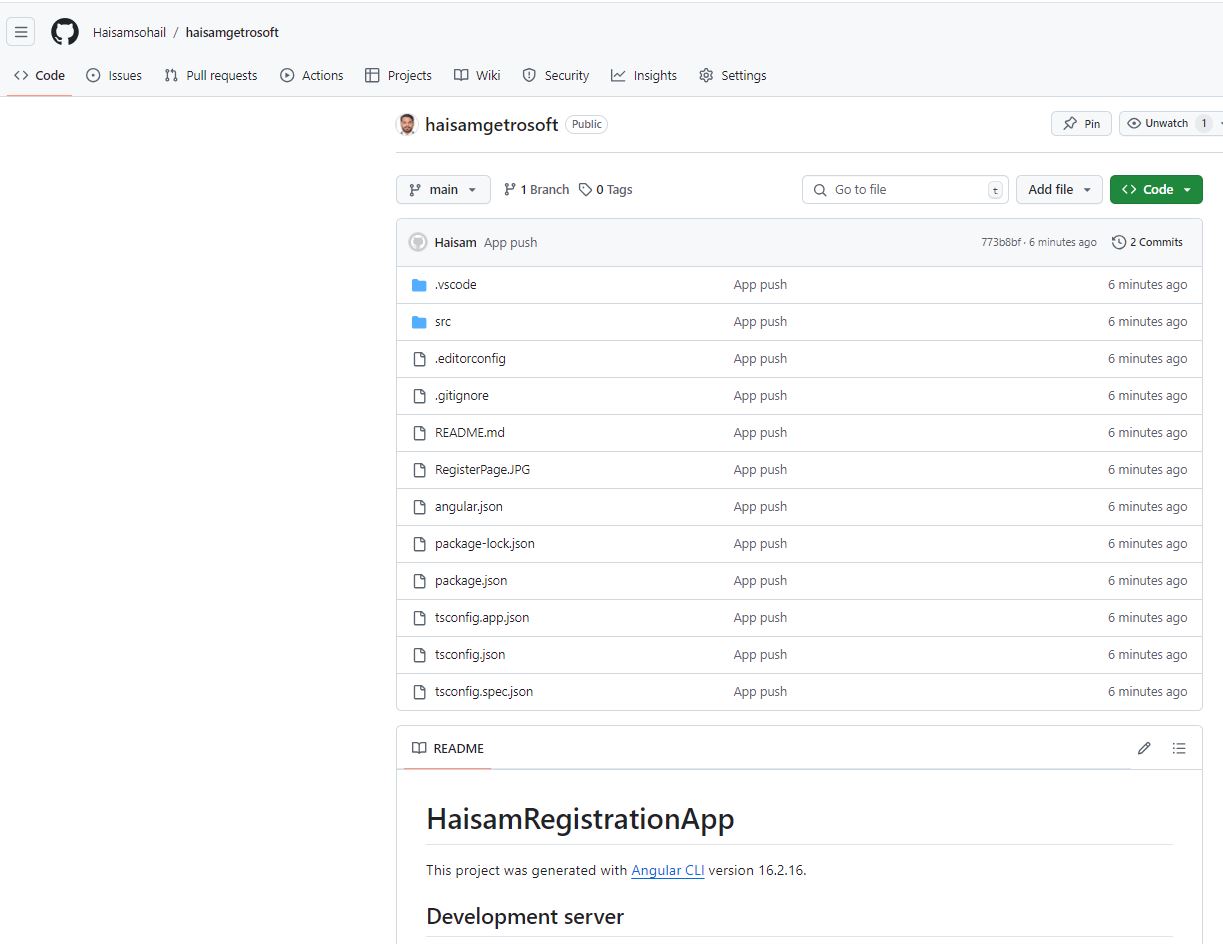 Haisamsohail / haisamgetrosoft
Code Issues Pull requests Actions Projects Wiki Security Insights Settings
haisamgetrosoft Public Pin Unwatch 1
main 1 Branch 0 Tags Go to file t Add file Code
Haisam App push 773b8bf · 6 minutes ago 2 Commits
.vscode App push 6 minutes ago
src App push 6 minutes ago
.editorconfig App push 6 minutes ago
.gitignore App push 6 minutes ago
README.md App push 6 minutes ago
RegisterPage.JPG App push 6 minutes ago
angular.json App push 6 minutes ago
package-lock.json App push 6 minutes ago
package.json App push 6 minutes ago
tsconfig.app.json App push 6 minutes ago
tsconfig.json App push 6 minutes ago
tsconfig.spec.json App push 6 minutes ago
README
HaisamRegistrationApp
This project was generated with Angular CLI version 16.2.16.
Development server